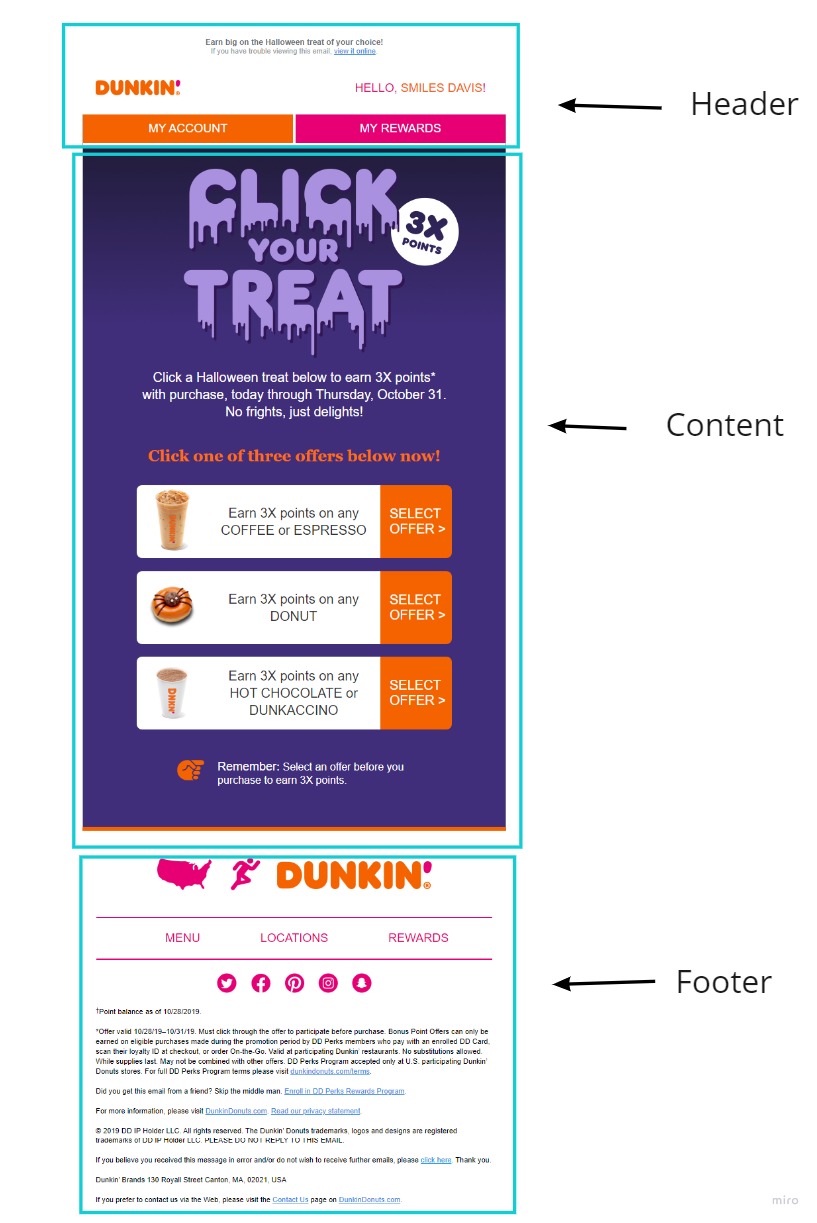 Earn big on the Halloween treat of your choice!
If you have trouble viewing this email, view it online.
DUNKIN'
HELLO, SMILES DAVIS!
MY ACCOUNT
MY REWARDS
Header
CLICK
YOUR
TREAT
3X
POINTS
Click a Halloween treat below to earn 3X points*
with purchase, today through Thursday, October 31.
No frights, just delights!
Content
Click one of three offers below now!
DUNKIN'
Earn 3X points on any
COFFEE or ESPRESSO
SELECT
OFFER >
Earn 3X points on any
DONUT
SELECT
OFFER >
DNKN'
Earn 3X points on any
HOT CHOCOLATE or
DUNKACCINO
SELECT
OFFER >
Remember: Select an offer before you
purchase to earn 3X points.
DUNKIN'®
MENU
LOCATIONS
REWARDS
Footer
†Point balance as of 10/28/2019.
*Offer valid 10/28/19–10/31/19. Must click through the offer to participate before purchase. Bonus Point Offers can only be
earned on eligible purchases made during the promotion period by DD Perks members who pay with an enrolled DD Card,
scan their loyalty ID at checkout, or order On-the-Go. Valid at participating Dunkin' restaurants. No substitutions allowed.
While supplies last. May not be combined with other offers. DD Perks Program accepted only at U.S. participating Dunkin'
Donuts stores. For full DD Perks Program terms please visit dunkindonuts.com/terms.
Did you get this email from a friend? Skip the middle man. Enroll in DD Perks Rewards Program.
For more information, please visit DunkinDonuts.com. Read our privacy statement.
© 2019 DD IP Holder LLC. All rights reserved. The Dunkin' Donuts trademarks, logos and designs are registered
trademarks of DD IP Holder LLC. PLEASE DO NOT REPLY TO THIS EMAIL.
If you believe you received this message in error and/or do not wish to receive further emails, please click here. Thank you.
Dunkin' Brands 130 Royall Street Canton, MA, 02021, USA
If you prefer to contact us via the Web, please visit the Contact Us page on DunkinDonuts.com.
miro